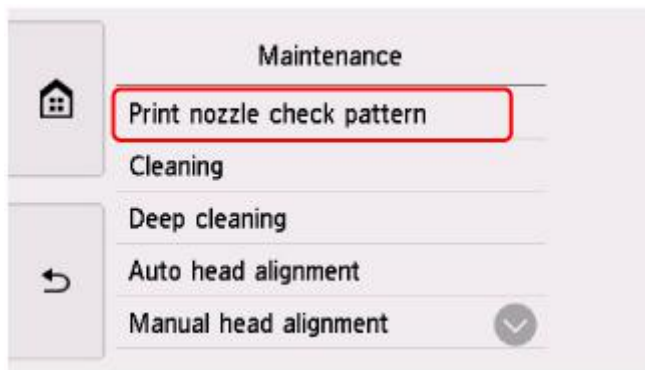 Maintenance
Print nozzle check pattern
Cleaning
Deep cleaning
Auto head alignment
Manual head alignment